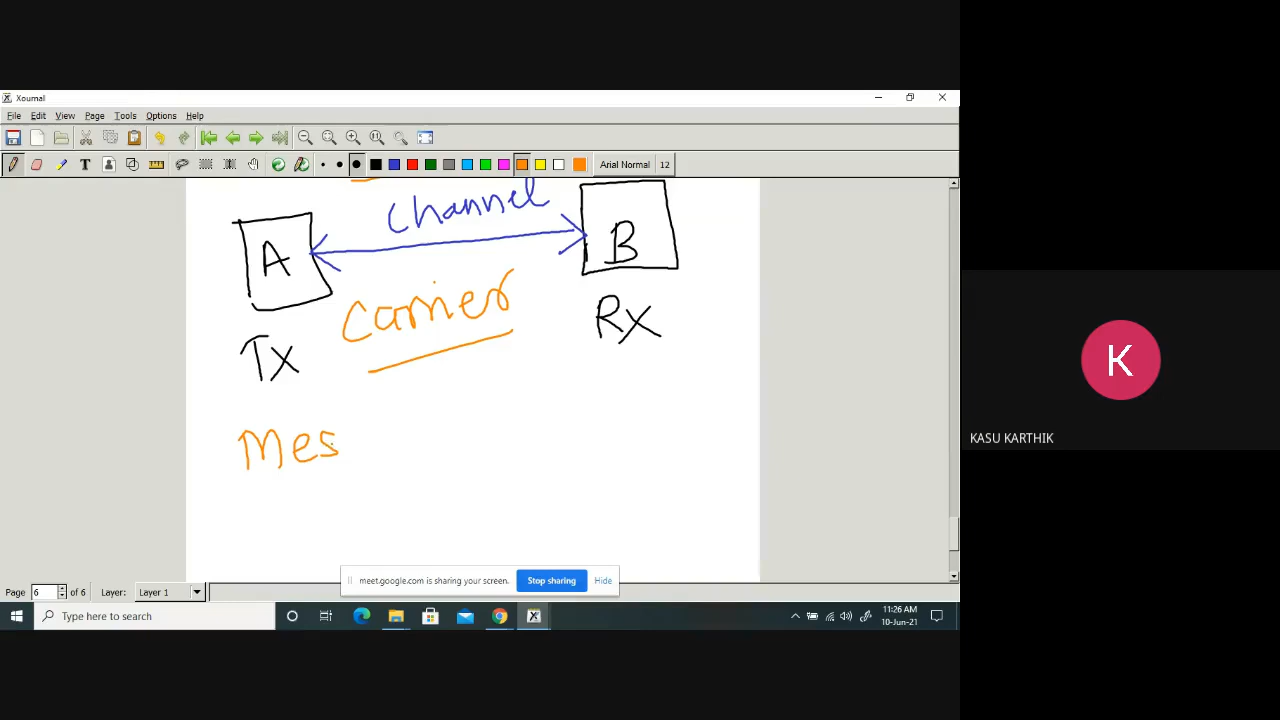 Xournal
File Edit View Page Tools Options Help
Arial Normal 12
Channel
A B
Carrier
Tx Rx
Mes
K
KASU KARTHIK
meet.google.com is sharing your screen. Stop sharing Hide
Page 6 of 6 Layer: Layer 1
Type here to search
11:26 AM
10-Jun-21